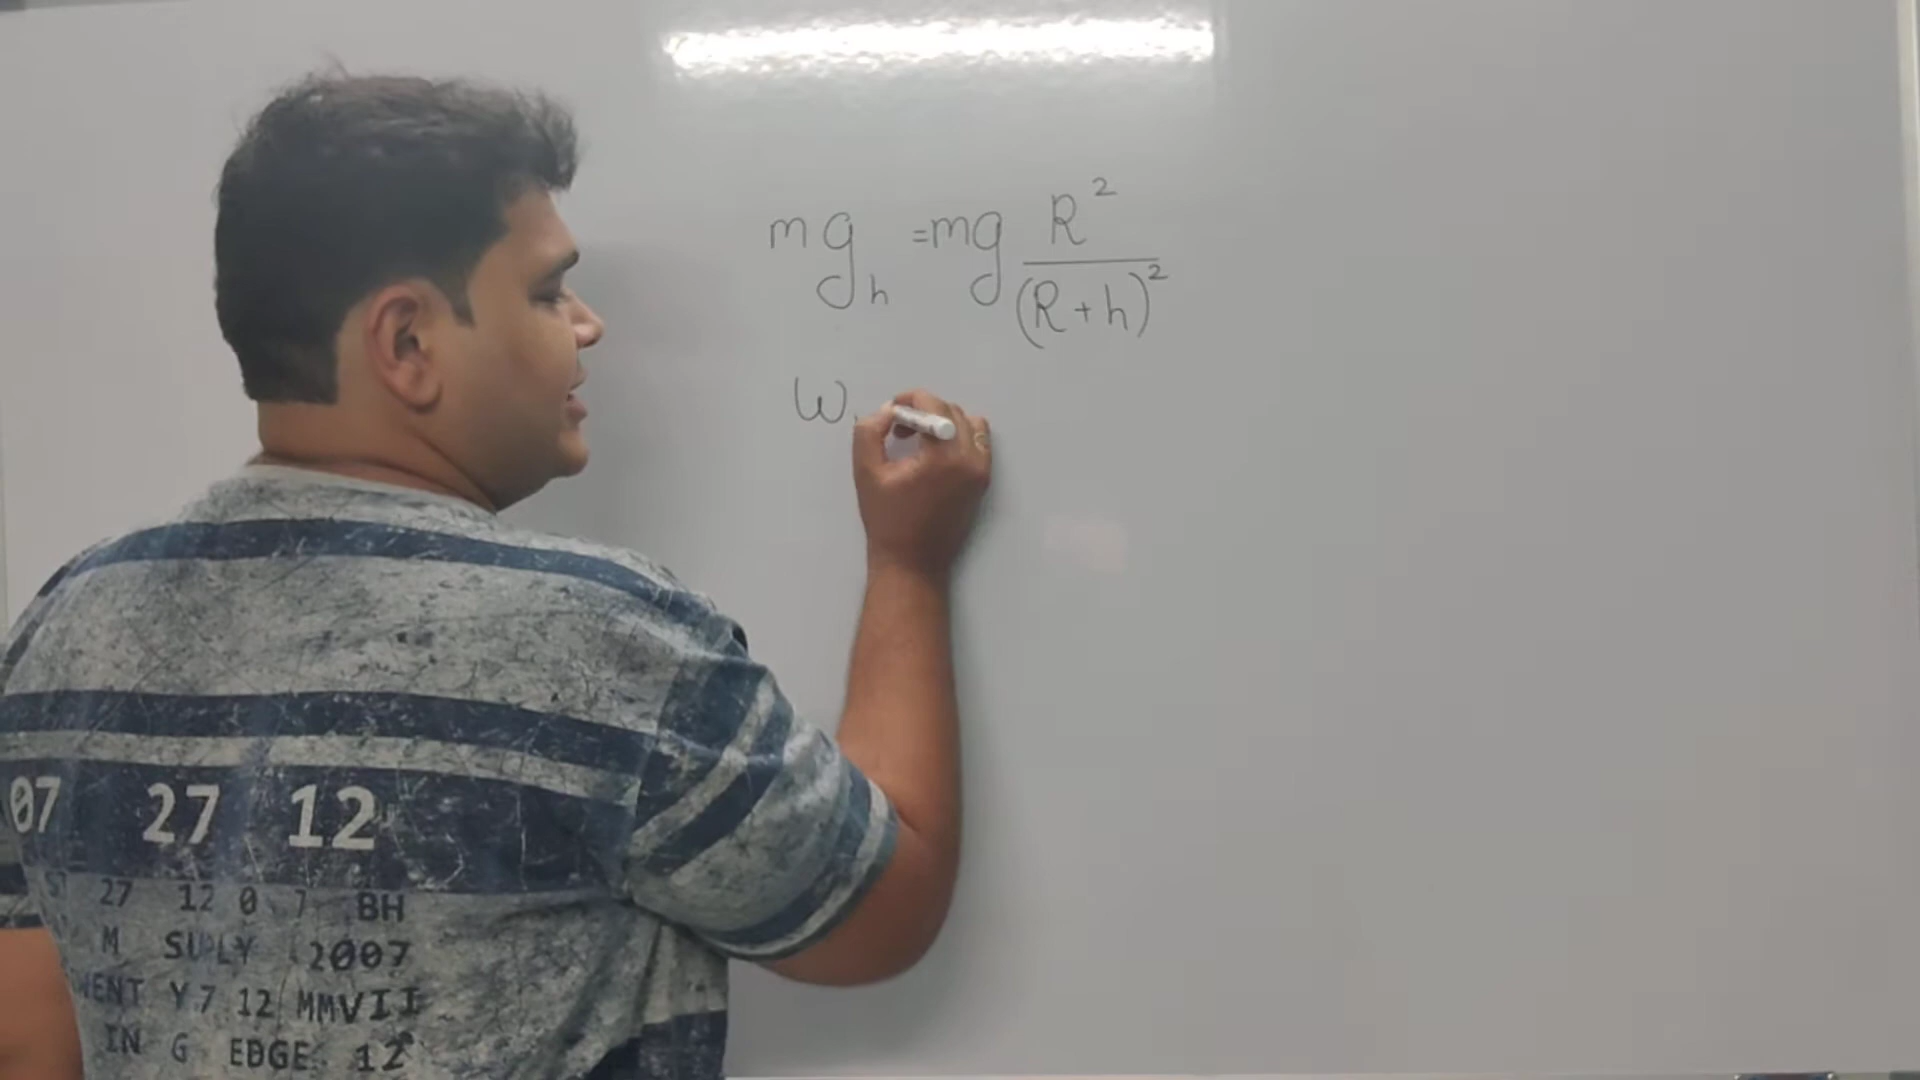 mg_h = mg R²/(R+h)²
W
07 27 12
27 12 0 7 BH
M SUPLY 2007
Y 7 12 MMVII
IN G EDGE 12